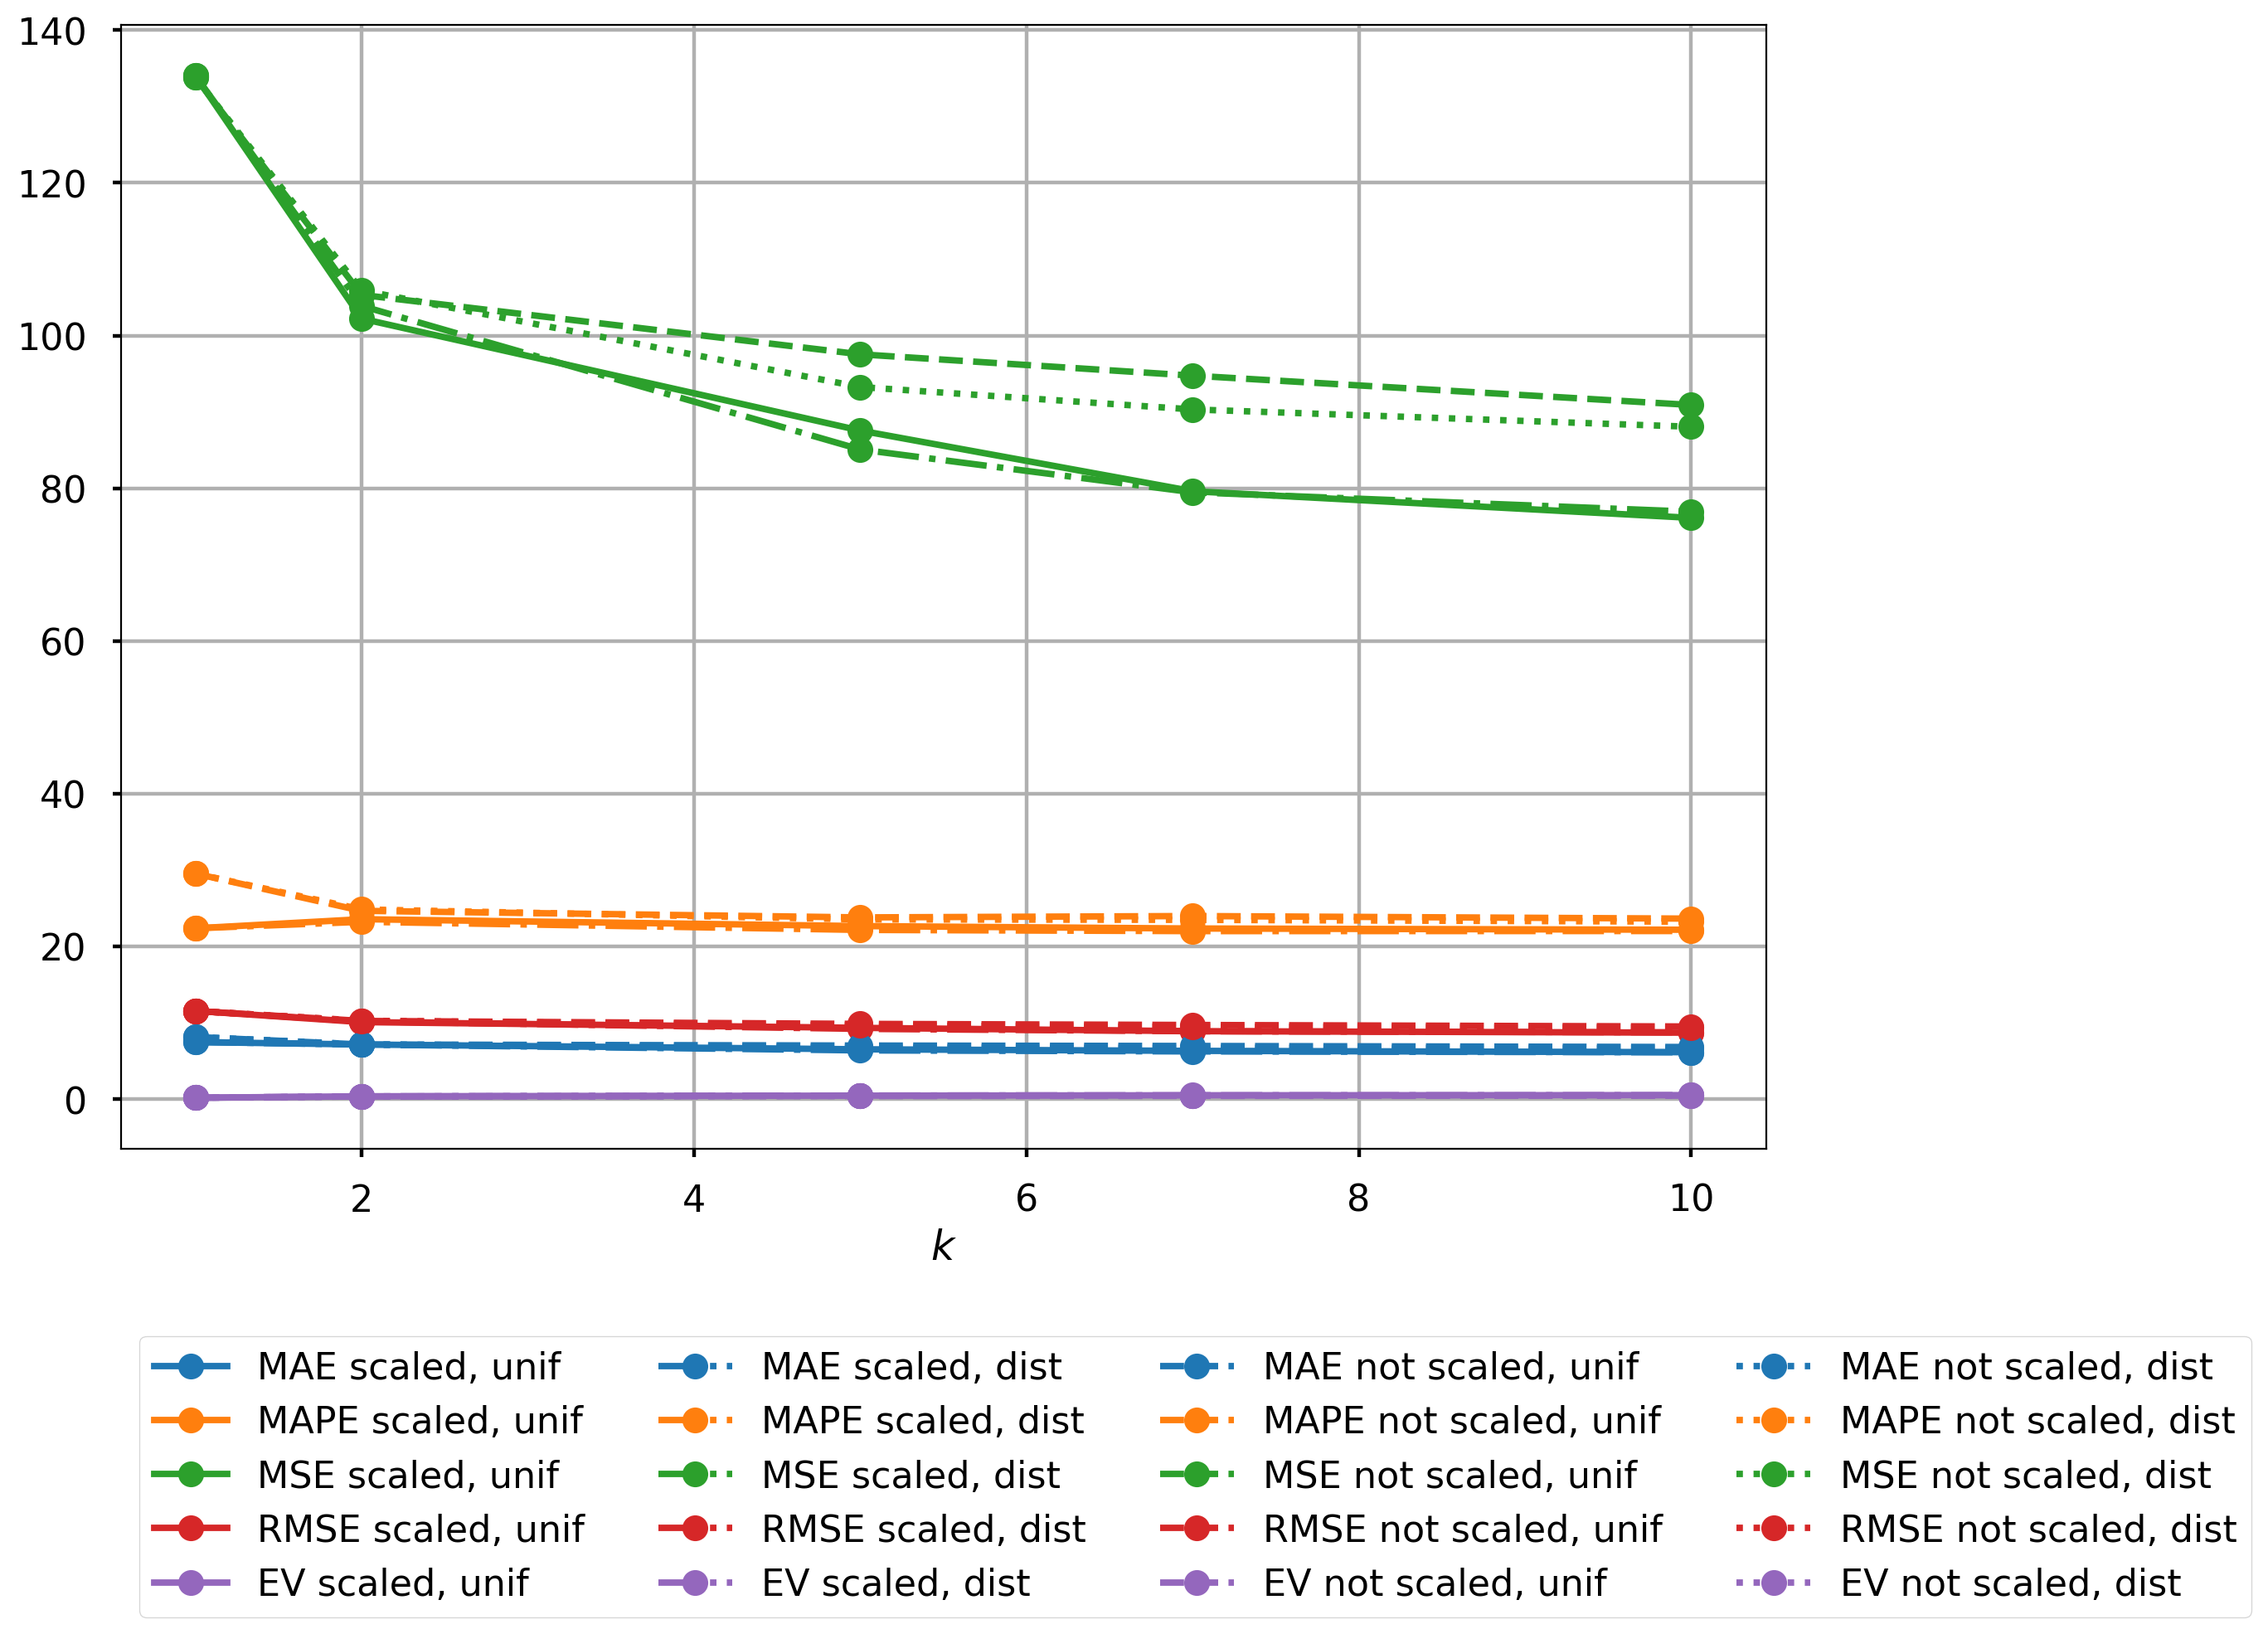 140
120
100
80
60
40
20
0
2 4 6 8 10
k
MAE scaled, unif MAE scaled, dist MAE not scaled, unif MAE not scaled, dist
MAPE scaled, unif MAPE scaled, dist MAPE not scaled, unif MAPE not scaled, dist
MSE scaled, unif MSE scaled, dist MSE not scaled, unif MSE not scaled, dist
RMSE scaled, unif RMSE scaled, dist RMSE not scaled, unif RMSE not scaled, dist
EV scaled, unif EV scaled, dist EV not scaled, unif EV not scaled, dist